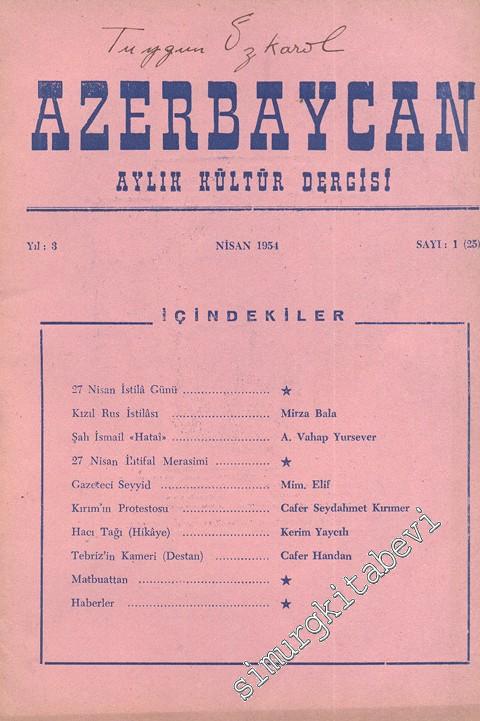 Tuygun Özkarol
AZERBAYCAN
AYLIK KÜLTÜR DERGİSİ
Yıl : 3 NİSAN 1954 SAYI : 1 (25)
İÇİNDEKİLER
27 Nisan İstilâ Günü .................... ★
Kızıl Rus İstilâsı .................... Mirza Bala
Şah İsmail «Hataî» .................... A. Vahap Yursever
27 Nisan İhtifal Merasimi .................... ★
Gazeteci Seyyid .................... Mim. Elif
Kırım'ın Protestosu .................... Cafer Seydahmet Kırımer
Hacı Tağı (Hikâye) .................... Kerim Yaycılı
Tebriz'in Kameri (Destan) .................... Cafer Handan
Matbuattan .................... ★
Haberler .................... ★
simurgkitabevi